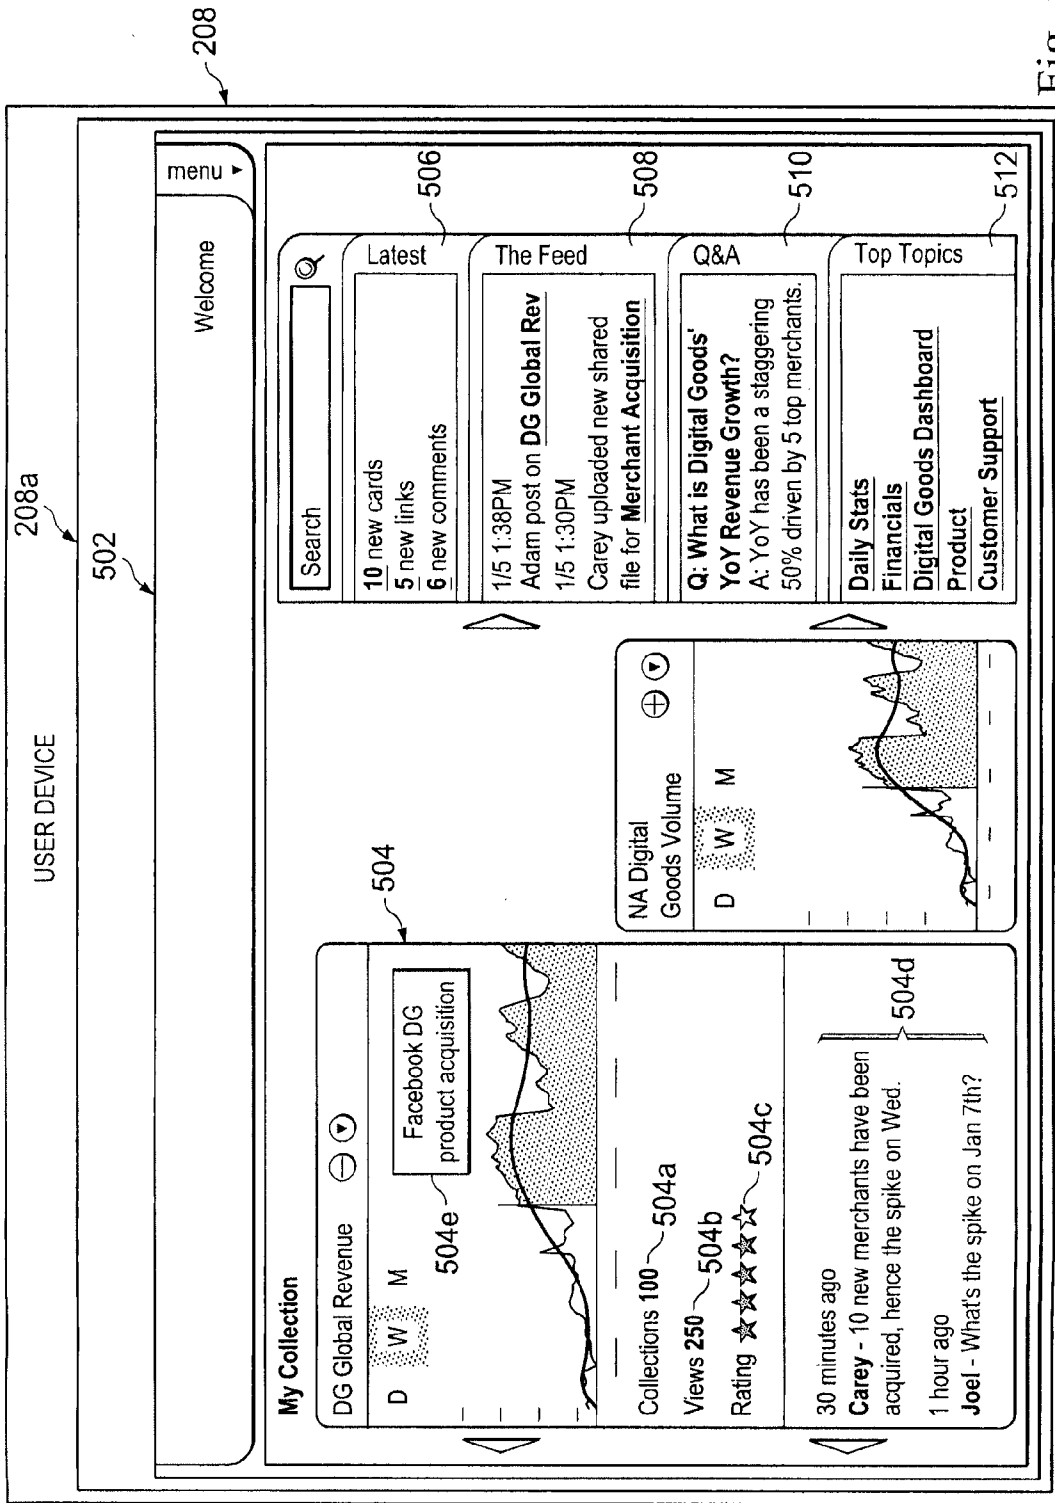 USER DEVICE
208a
208
502
Welcome
menu ▼
My Collection
DG Global Revenue
D W M
504
Facebook DG
product acquisition
504e
Collections 100
504a
Views 250
504b
Rating
504c
30 minutes ago
Carey - 10 new merchants have been
acquired, hence the spike on Wed.
1 hour ago
Joel - What's the spike on Jan 7th?
504d
NA Digital
Goods Volume
D W M
Search
Latest
506
10 new cards
5 new links
6 new comments
The Feed
508
1/5 1:38PM
Adam post on DG Global Rev
1/5 1:30PM
Carey uploaded new shared
file for Merchant Acquisition
Q&A
510
Q: What is Digital Goods'
YoY Revenue Growth?
A: YoY has been a staggering
50% driven by 5 top merchants.
Top Topics
512
Daily Stats
Financials
Digital Goods Dashboard
Product
Customer Support